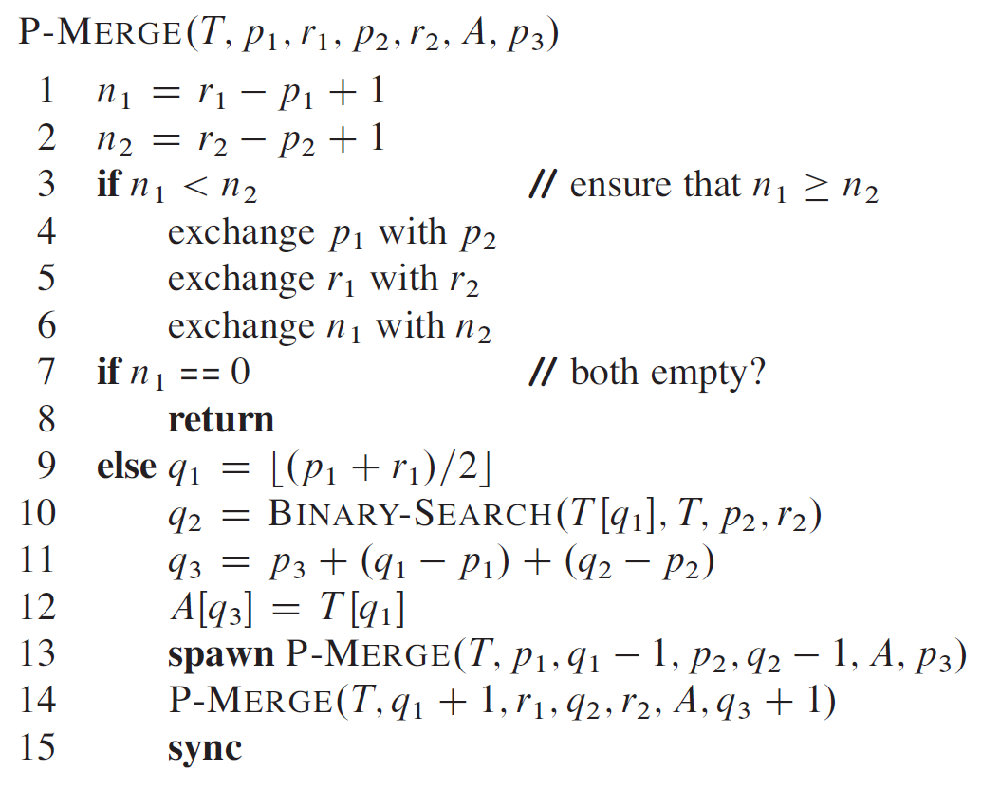 P-MERGE(T, p₁, r₁, p₂, r₂, A, p₃)
1 n₁ = r₁ − p₁ + 1
2 n₂ = r₂ − p₂ + 1
3 if n₁ < n₂ // ensure that n₁ ≥ n₂
4 exchange p₁ with p₂
5 exchange r₁ with r₂
6 exchange n₁ with n₂
7 if n₁ == 0 // both empty?
8 return
9 else q₁ = ⌊(p₁ + r₁)/2⌋
10 q₂ = BINARY-SEARCH(T[q₁], T, p₂, r₂)
11 q₃ = p₃ + (q₁ − p₁) + (q₂ − p₂)
12 A[q₃] = T[q₁]
13 spawn P-MERGE(T, p₁, q₁ − 1, p₂, q₂ − 1, A, p₃)
14 P-MERGE(T, q₁ + 1, r₁, q₂, r₂, A, q₃ + 1)
15 sync